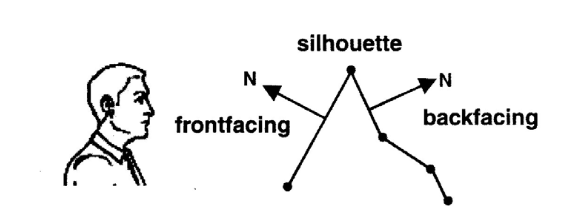 silhouette
N
N
frontfacing
backfacing